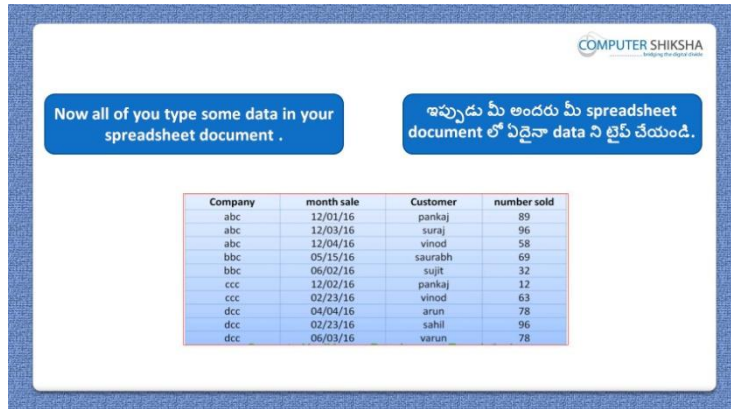 COMPUTER SHIKSHA
bridging the digital divide
Now all of you type some data in your
spreadsheet document .
ఇప్పుడు మీ అందరు మీ spreadsheet
document లో ఏదైనా data ని టైప్ చేయండి.
Company month sale Customer number sold
abc 12/01/16 pankaj 89
abc 12/03/16 suraj 96
abc 12/04/16 vinod 58
bbc 05/15/16 saurabh 69
bbc 06/02/16 sujit 32
ccc 12/02/16 pankaj 12
ccc 02/23/16 vinod 63
dcc 04/04/16 arun 78
dcc 02/23/16 sahil 96
dcc 06/03/16 varun 78